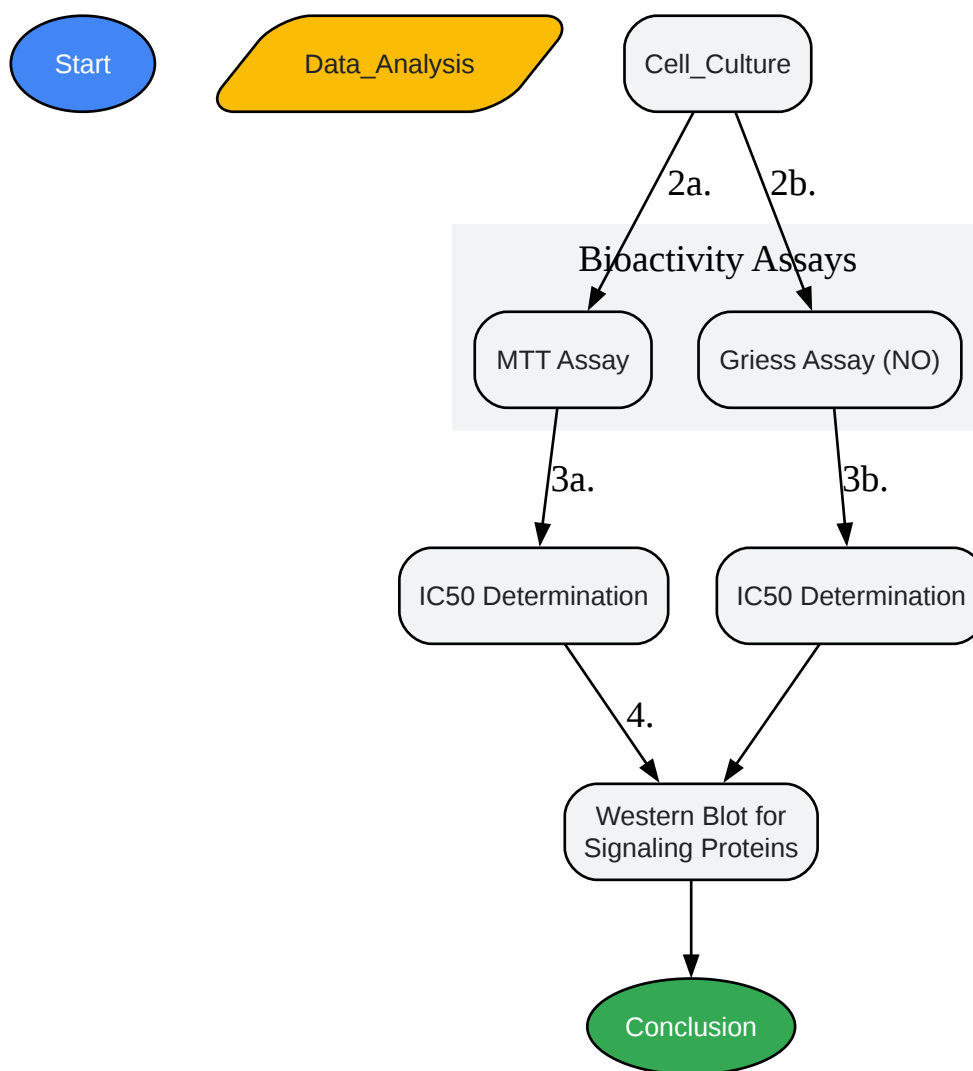 Start
Data_Analysis
Cell_Culture
2a.
2b.
Bioactivity Assays
MTT Assay
Griess Assay (NO)
3a.
3b.
IC50 Determination
IC50 Determination
4.
Western Blot for
Signaling Proteins
Conclusion